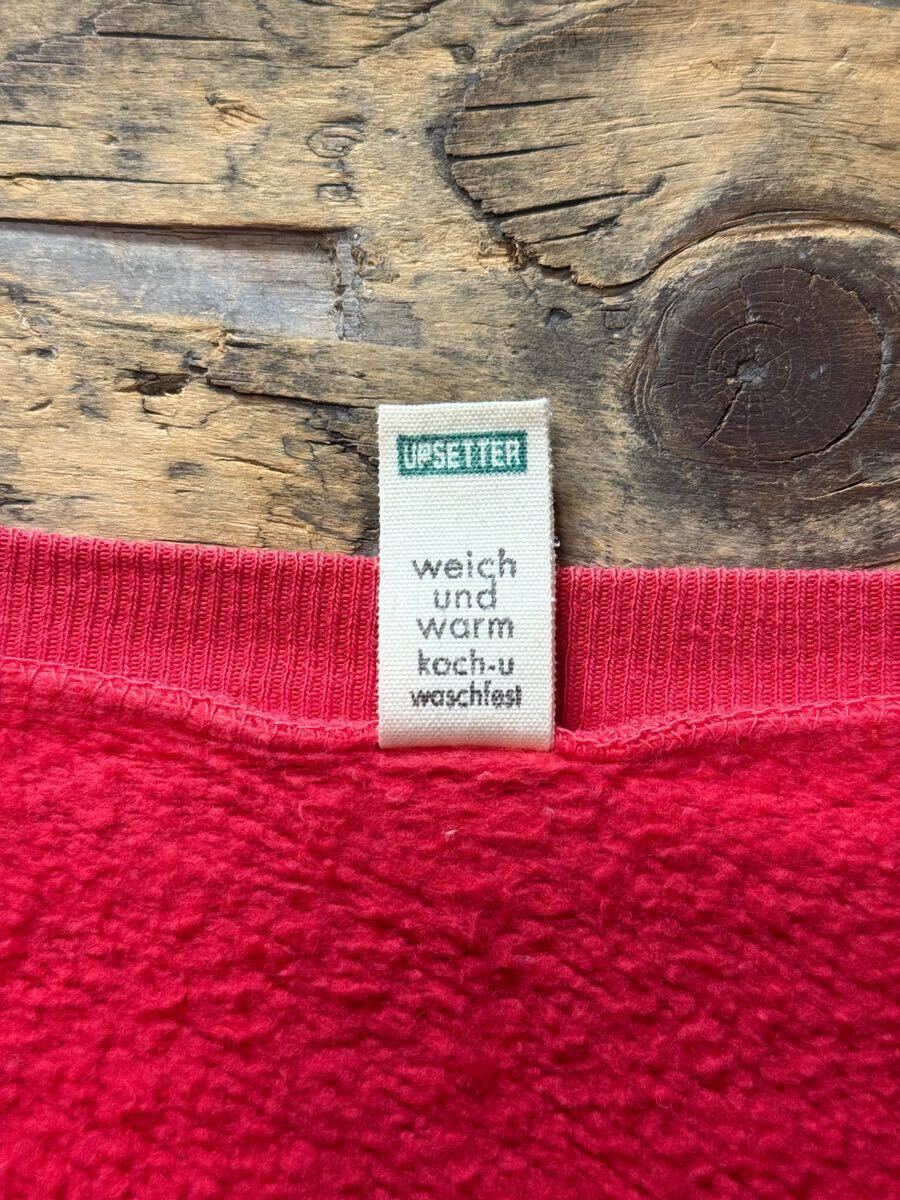 UPSETTER
weich
und
warm
koch-u
waschfest